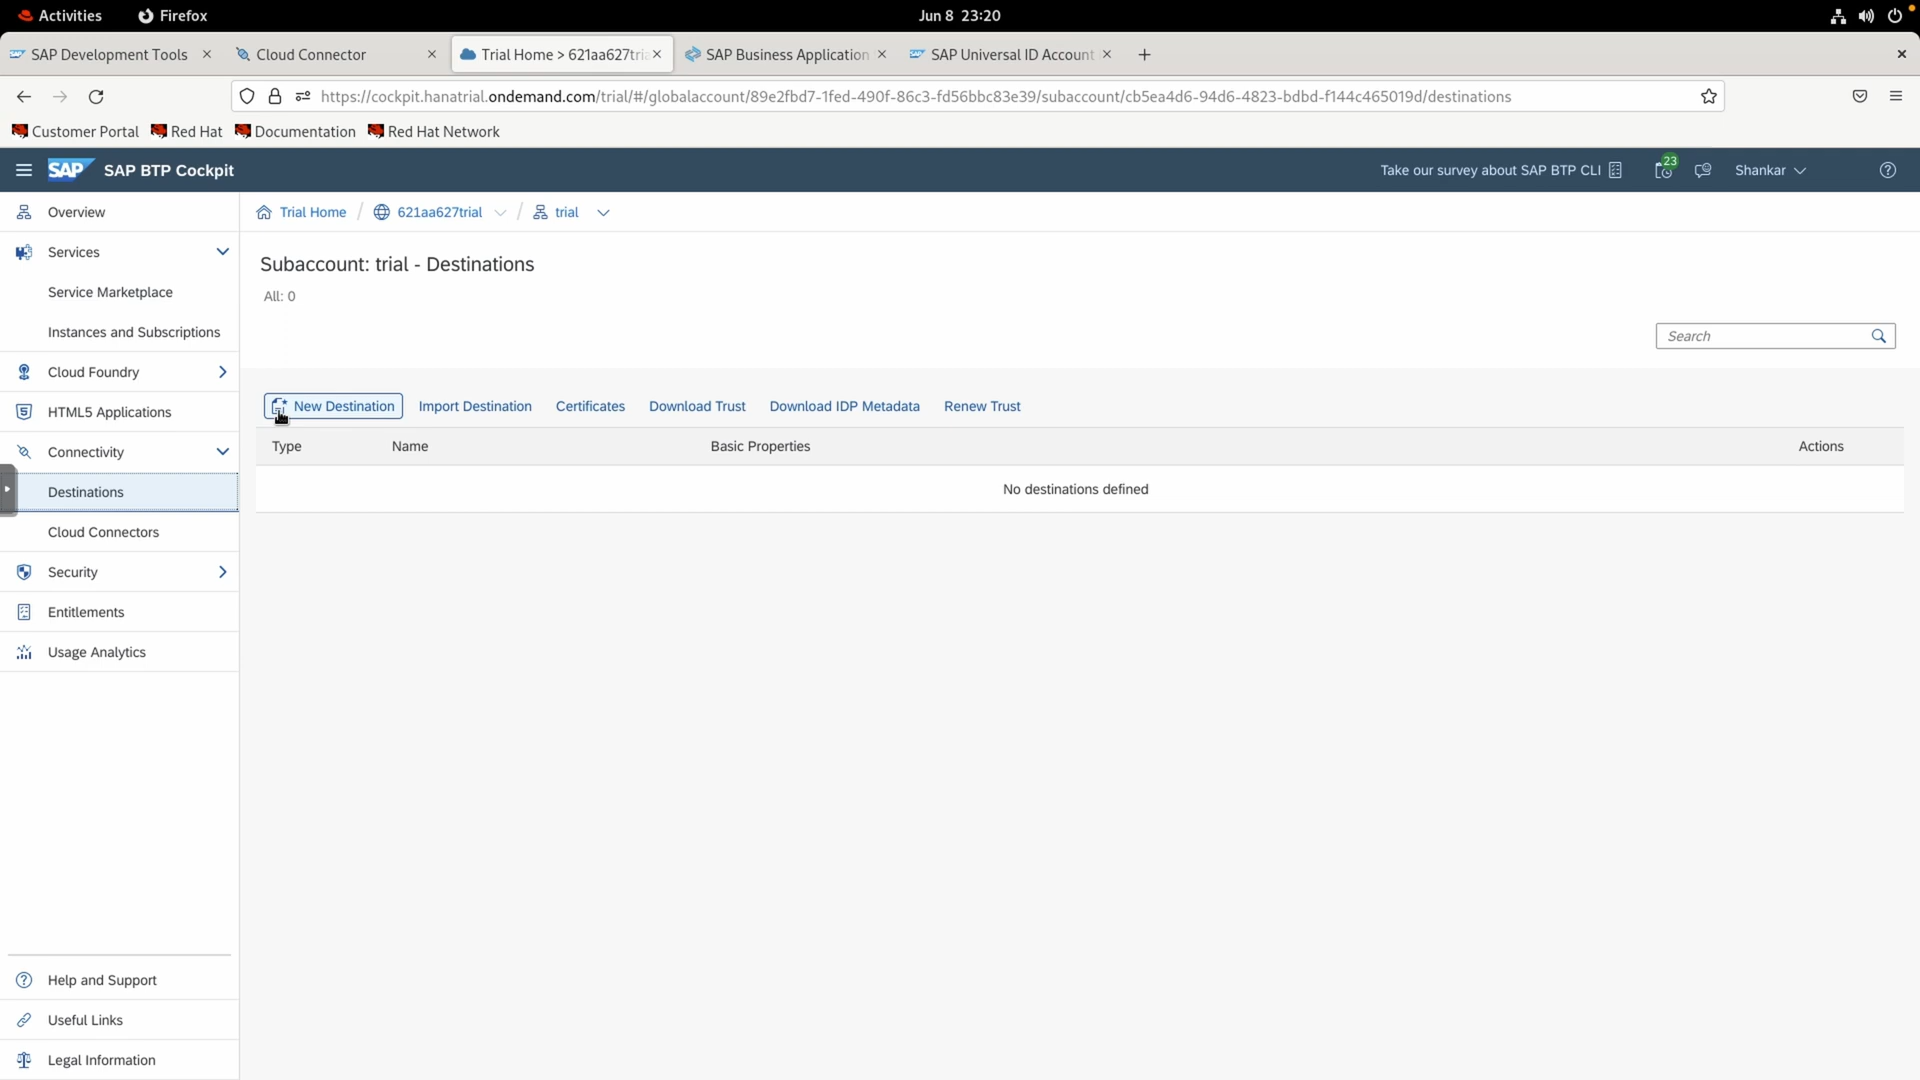 Activities
Firefox
Jun 8 23:20
SAP Development Tools
Cloud Connector
Trial Home > 621aa627tria
SAP Business Application
SAP Universal ID Account
https://cockpit.hanatrial.ondemand.com/trial/#/globalaccount/89e2fbd7-1fed-490f-86c3-fd56bbc83e39/subaccount/cb5ea4d6-94d6-4823-bdbd-f144c465019d/destinations
Customer Portal
Red Hat
Documentation
Red Hat Network
SAP
SAP BTP Cockpit
Take our survey about SAP BTP CLI
23
Shankar
Overview
Services
Service Marketplace
Instances and Subscriptions
Cloud Foundry
HTML5 Applications
Connectivity
Destinations
Cloud Connectors
Security
Entitlements
Usage Analytics
Help and Support
Useful Links
Legal Information
Trial Home / 621aa627trial / trial
Subaccount: trial - Destinations
All: 0
Search
New Destination
Import Destination
Certificates
Download Trust
Download IDP Metadata
Renew Trust
Type
Name
Basic Properties
Actions
No destinations defined